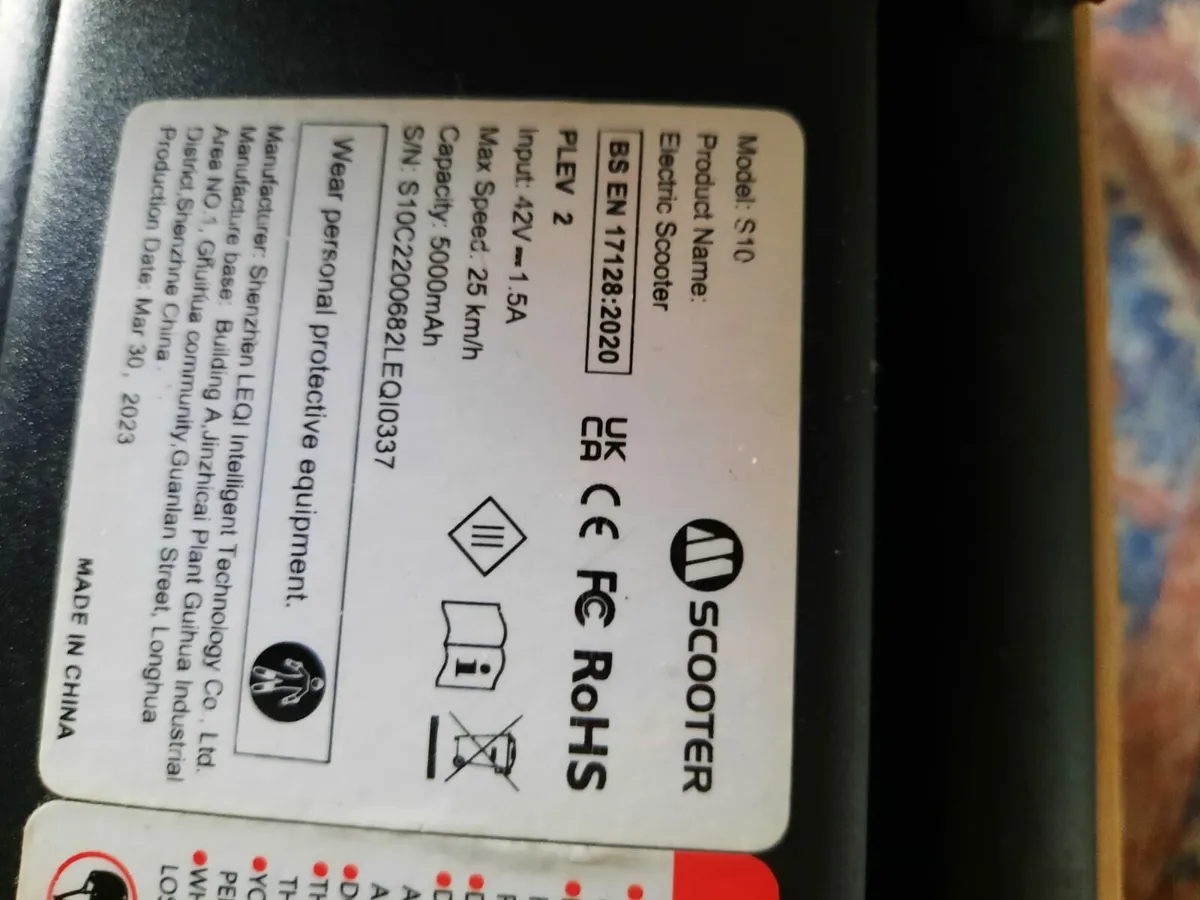 Model: S10
Product Name:
Electric Scooter
SCOOTER
BS EN 17128:2020
UK
CA CE FC RoHS
PLEV 2
Input: 42V⎓1.5A
Max Speed: 25 km/h
Capacity: 5000mAh
S/N: S10C2200682LEQI0337
Wear personal protective equipment.
Manufacturer: Shenzhen LEQI Intelligent Technology Co., Ltd.
Manufacture base: Building A,Jinzhicai Plant Guihua Industrial
Area NO.1, Ghuihua community,Guanlan Street, Longhua
District,Shenzhne China.
Production Date: Mar 30, 2023
MADE IN CHINA